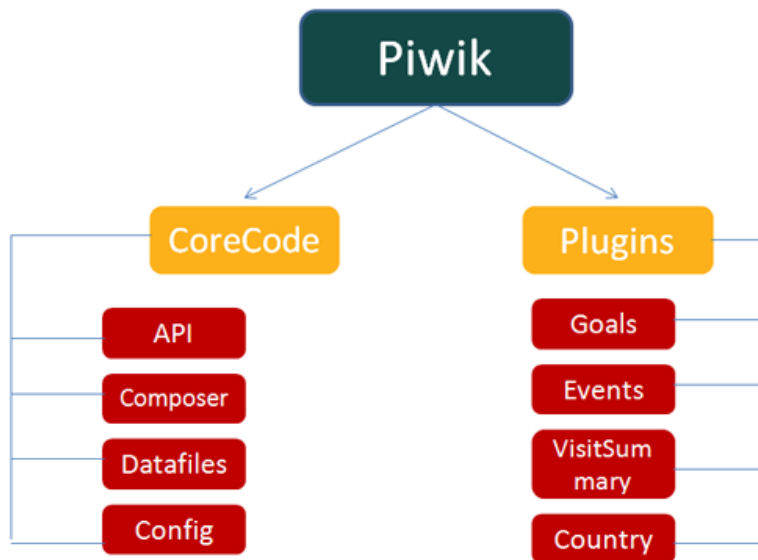 Piwik
CoreCode
API
Composer
Datafiles
Config
Plugins
Goals
Events
VisitSum
mary
Country